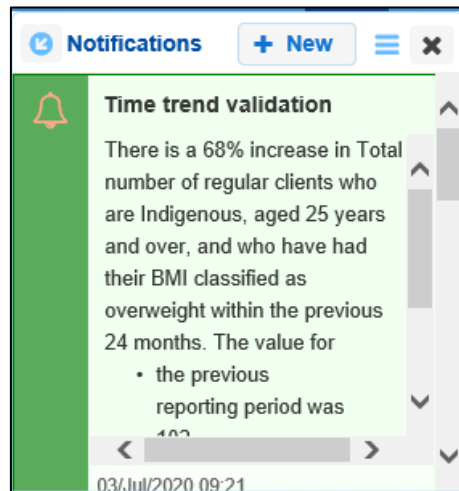 Notifications + New
Time trend validation
There is a 68% increase in Total
number of regular clients who
are Indigenous, aged 25 years
and over, and who have had
their BMI classified as
overweight within the previous
24 months. The value for
• the previous
reporting period was
03/Jul/2020 09:21